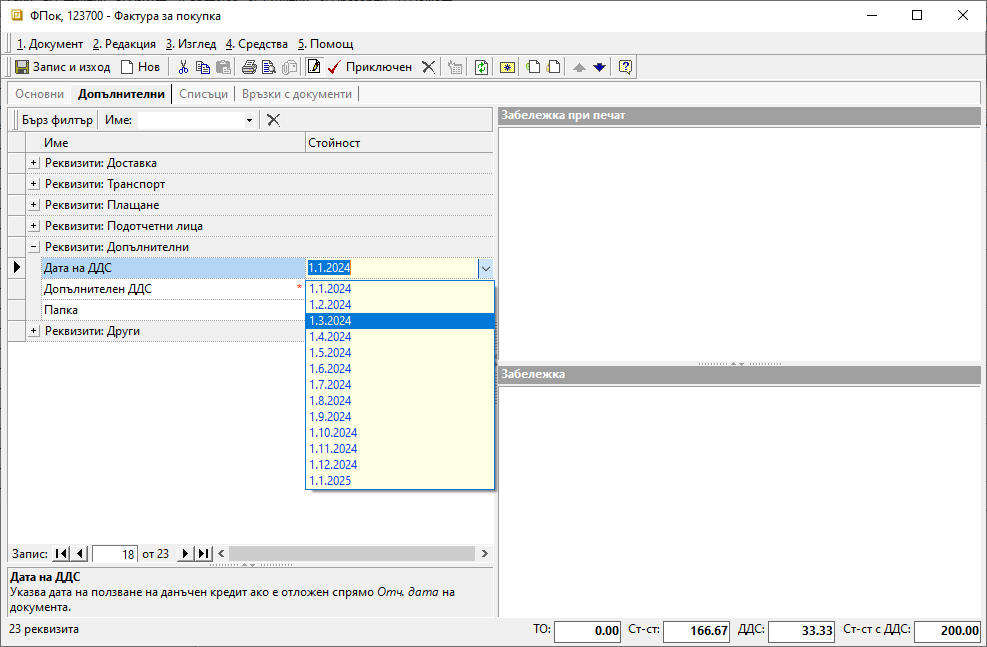 ФПок, 123700 - Фактура за покупка
1. Документ 2. Редакция 3. Изглед 4. Средства 5. Помощ
Запис и изход Нов Приключен
Основни Допълнителни Списъци Връзки с документи
Бърз филтър Име:
Име Стойност
Реквизити: Доставка
Реквизити: Транспорт
Реквизити: Плащане
Реквизити: Подотчетни лица
Реквизити: Допълнителни
Дата на ДДС 1.1.2024
Допълнителен ДДС *
Папка
Реквизити: Други
1.1.2024
1.2.2024
1.3.2024
1.4.2024
1.5.2024
1.6.2024
1.7.2024
1.8.2024
1.9.2024
1.10.2024
1.11.2024
1.12.2024
1.1.2025
Запис: 18 от 23
Дата на ДДС
Указва дата на ползване на данъчен кредит ако е отложен спрямо Отч. дата на
документа.
Забележка при печат
Забележка
23 реквизита
ТО: 0.00 Ст-ст: 166.67 ДДС: 33.33 Ст-ст с ДДС: 200.00